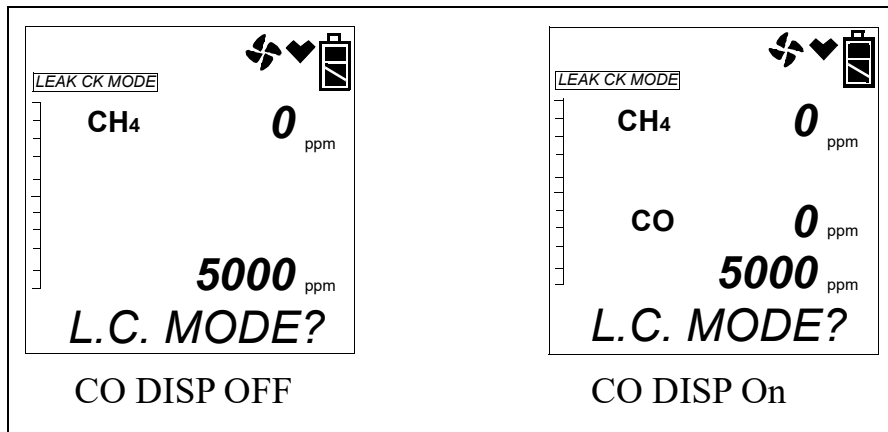 LEAK CK MODE
CH4 0 ppm
5000 ppm
L.C. MODE?
CO DISP OFF
LEAK CK MODE
CH4 0 ppm
CO 0 ppm
5000 ppm
L.C. MODE?
CO DISP On